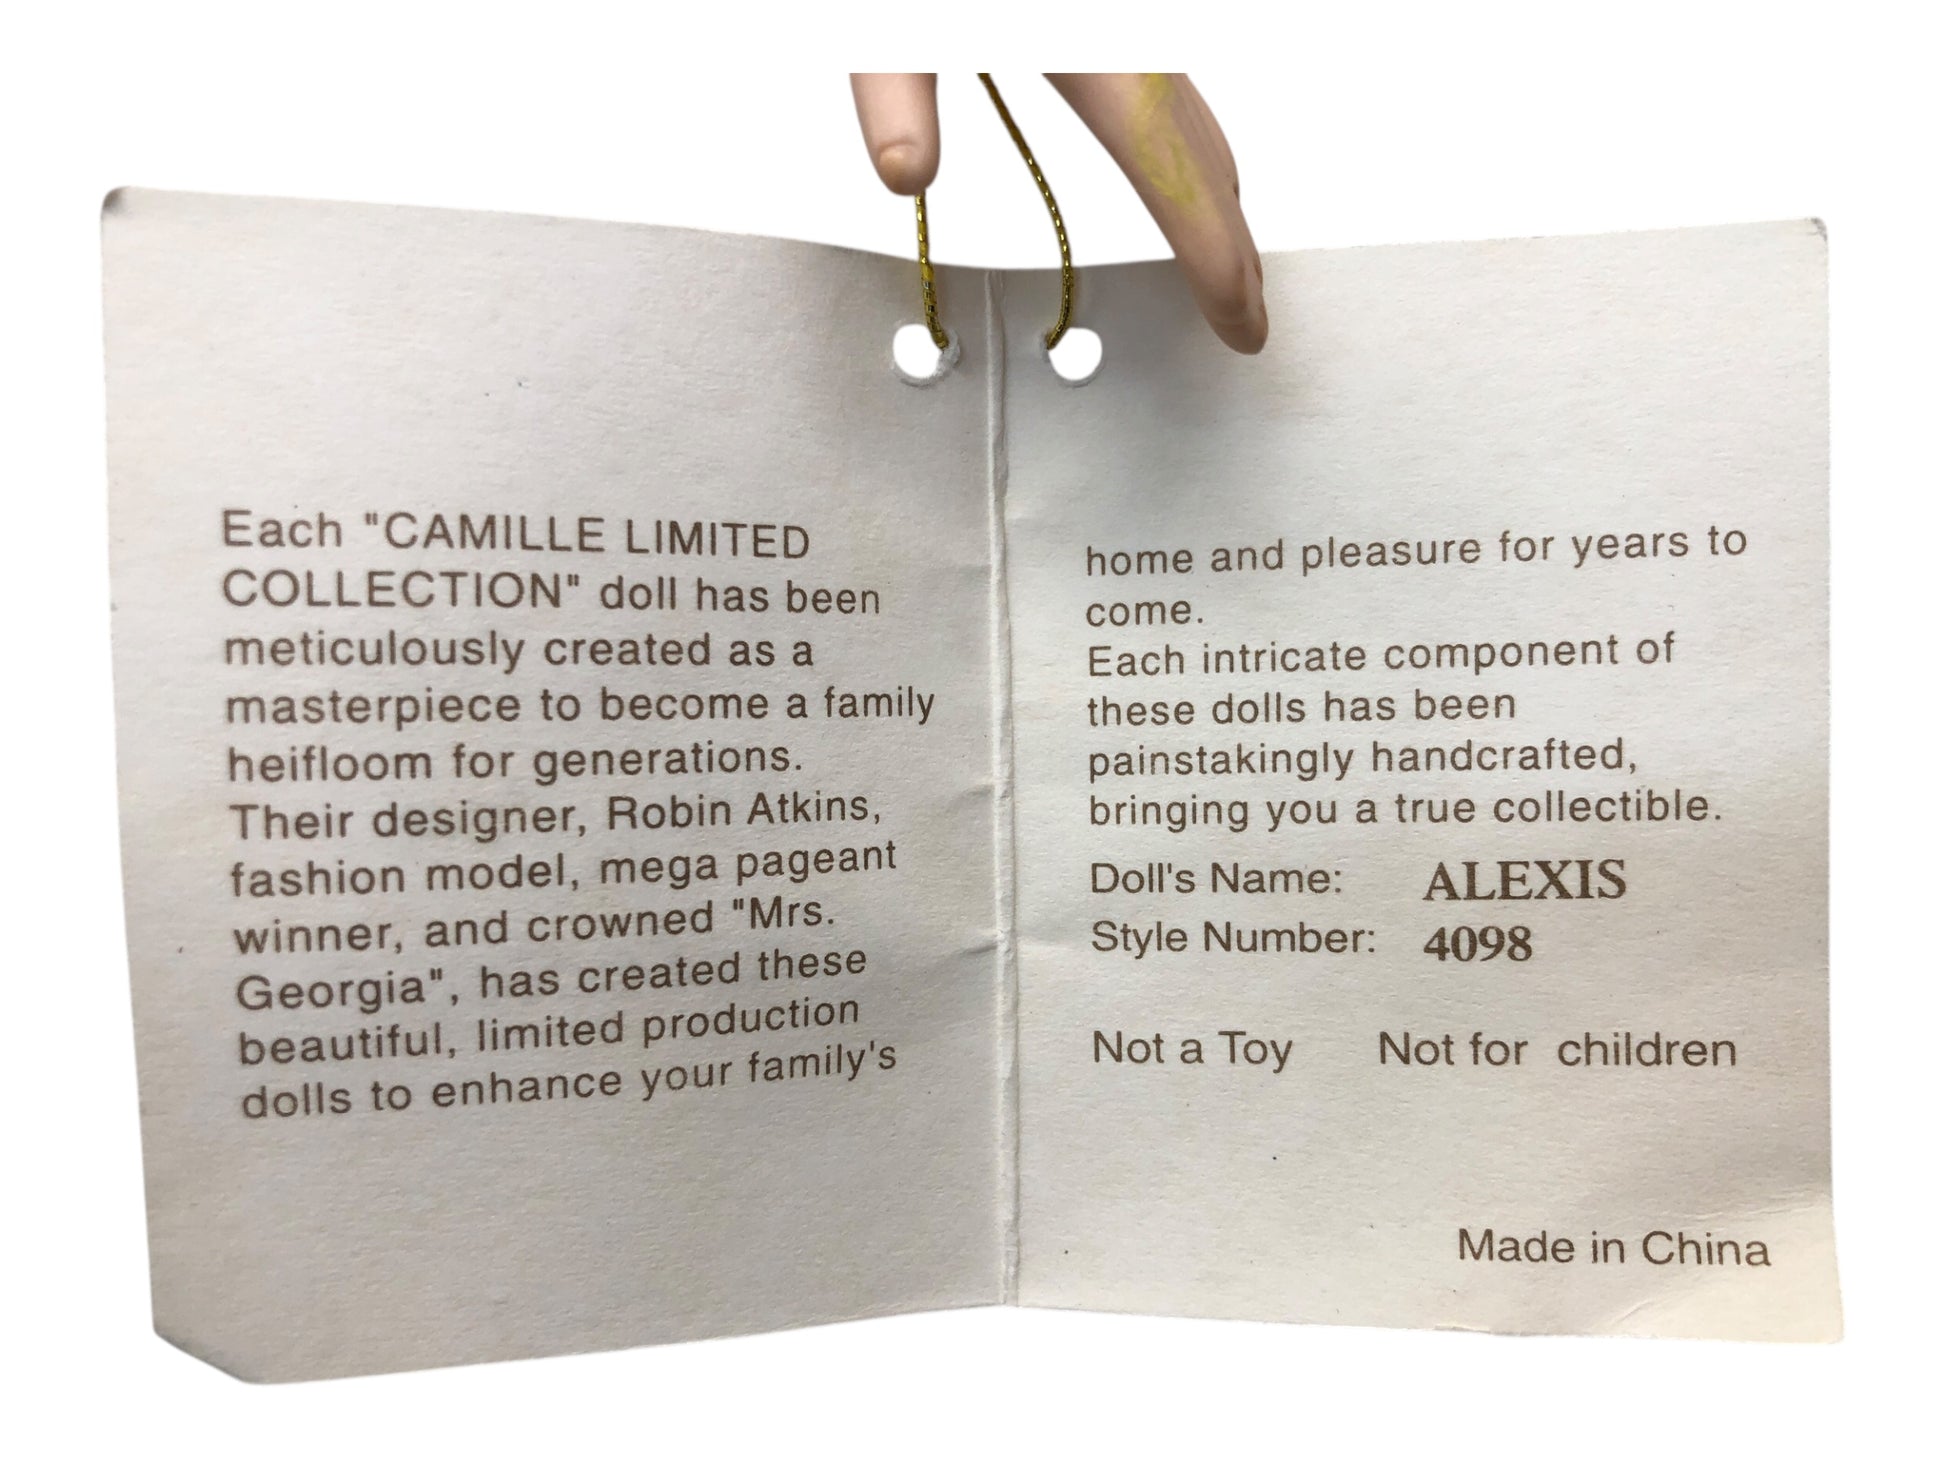 Each "CAMILLE LIMITED
COLLECTION" doll has been
meticulously created as a
masterpiece to become a family
heifloom for generations.
Their designer, Robin Atkins,
fashion model, mega pageant
winner, and crowned "Mrs.
Georgia", has created these
beautiful, limited production
dolls to enhance your family's
home and pleasure for years to
come.
Each intricate component of
these dolls has been
painstakingly handcrafted,
bringing you a true collectible.
Doll's Name: ALEXIS
Style Number: 4098
Not a Toy Not for children
Made in China